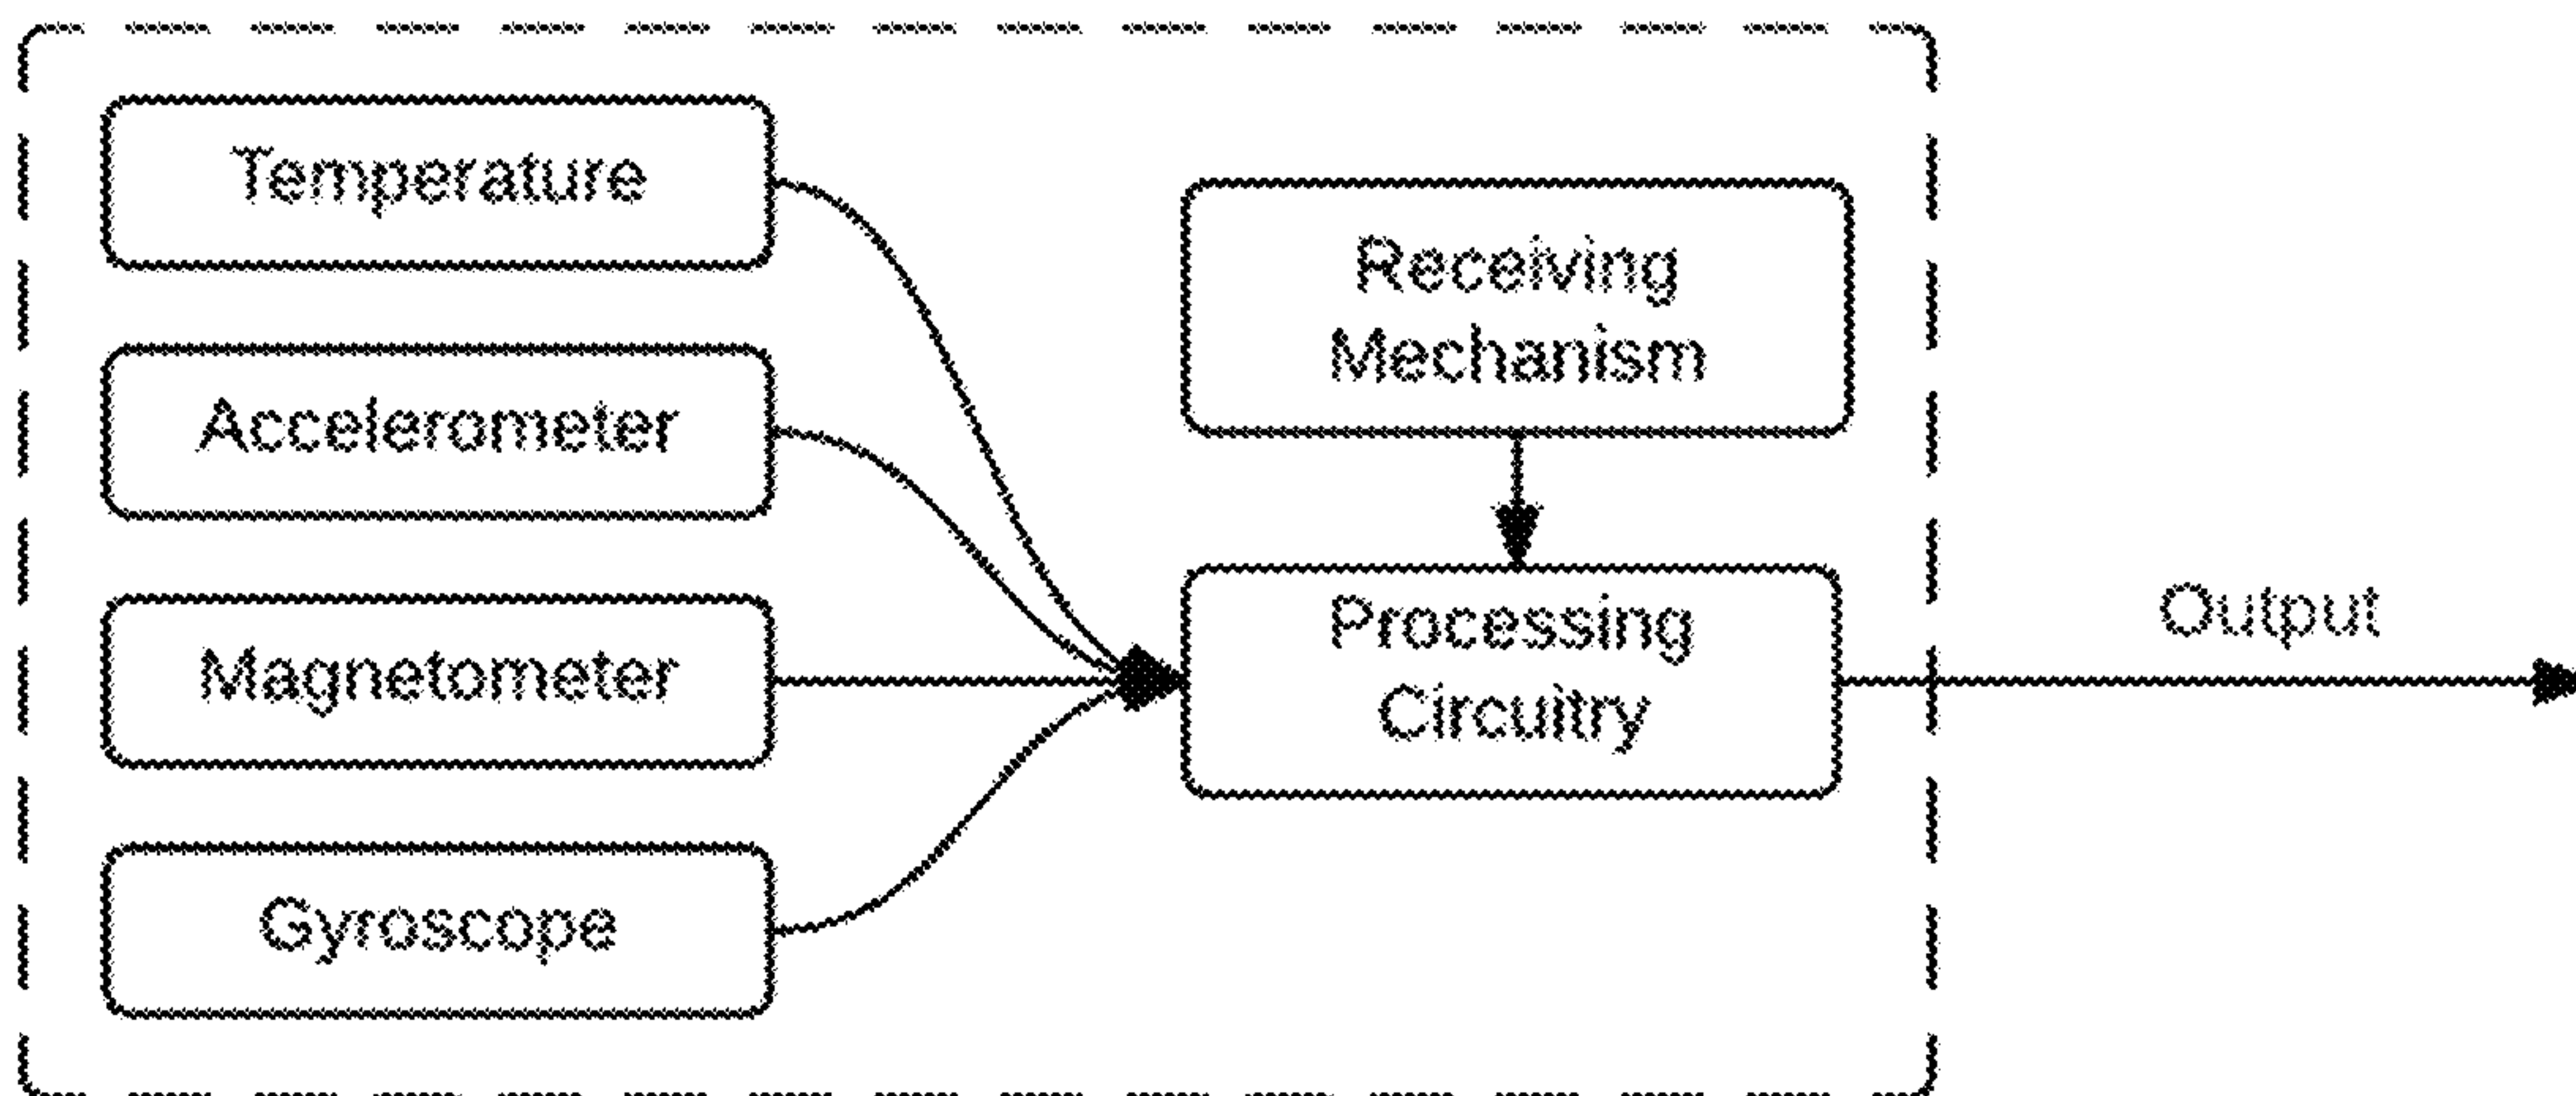 Temperature
Accelerometer
Magnetometer
Gyroscope
Receiving
Mechanism
Processing
Circuitry
Output